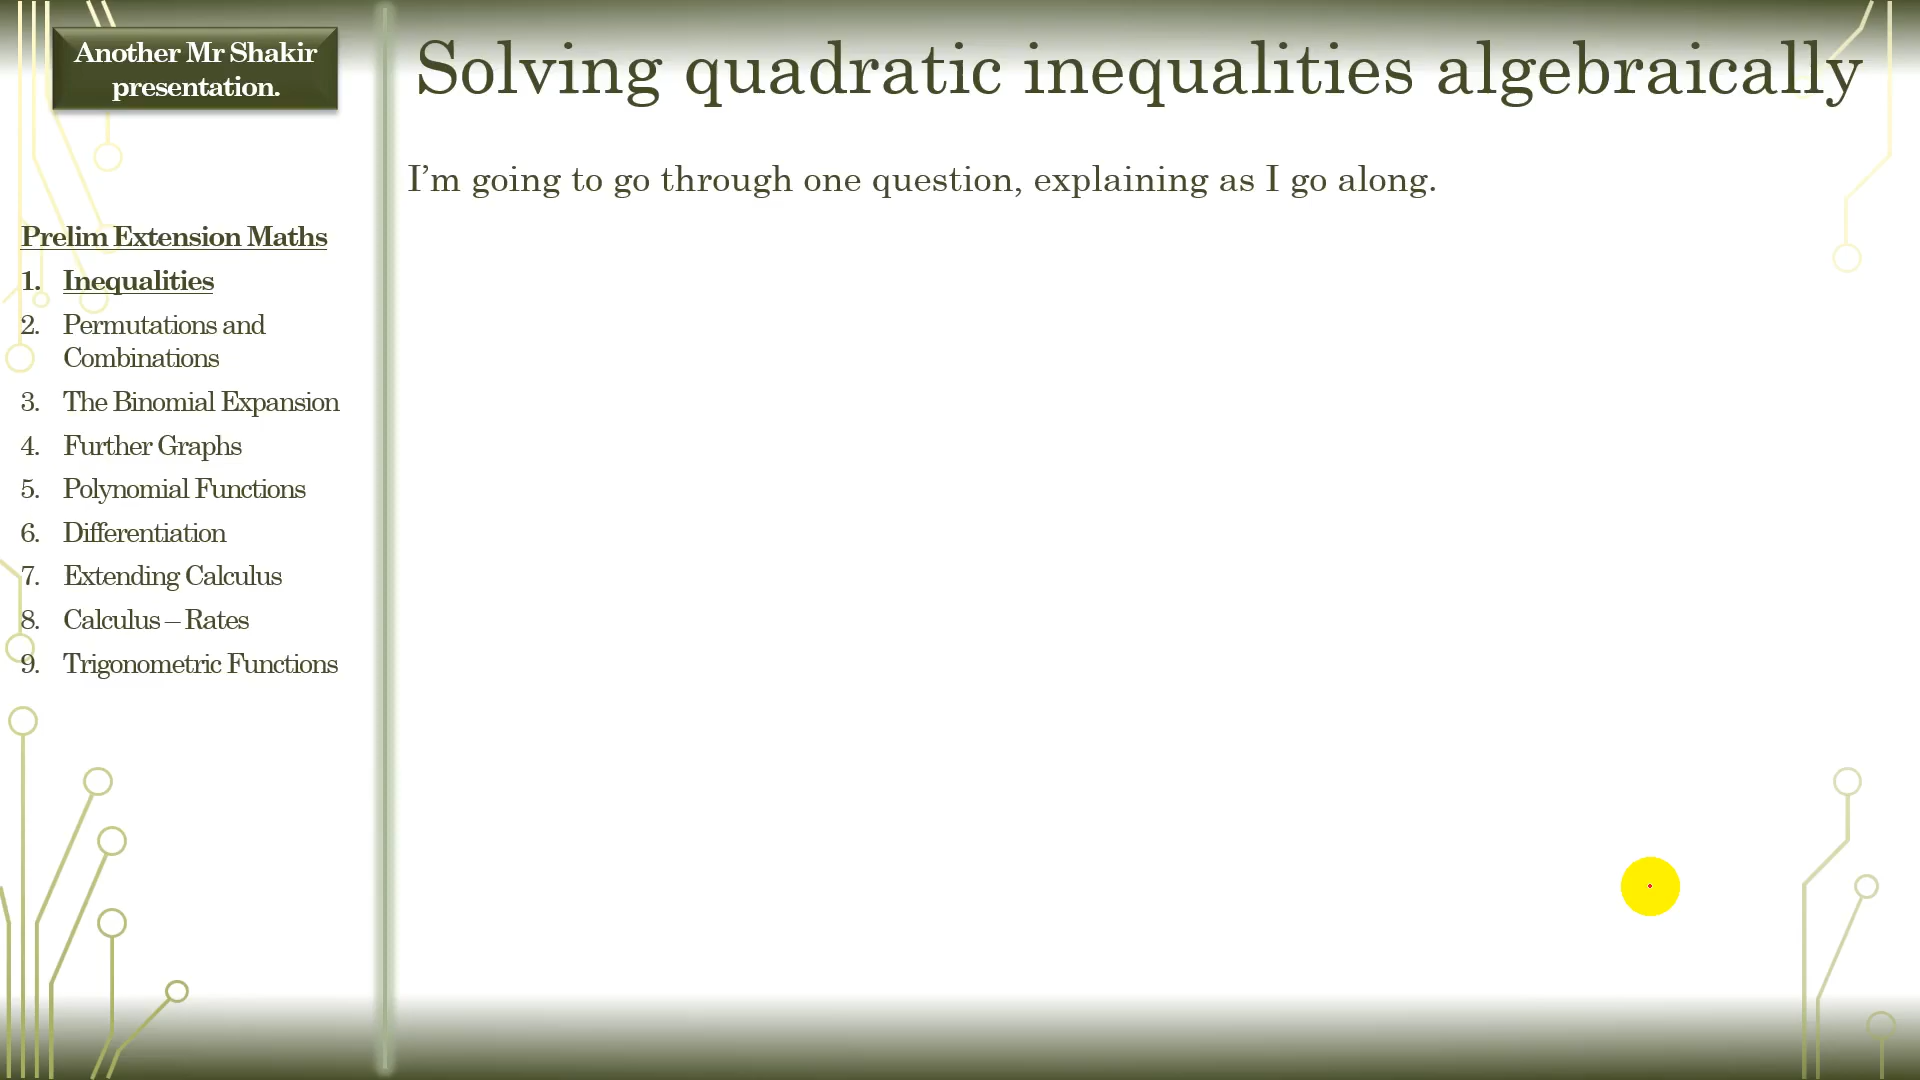 Another Mr Shakir
presentation.
Solving quadratic inequalities algebraically
I’m going to go through one question, explaining as I go along.
Prelim Extension Maths
1. Inequalities
2. Permutations and
Combinations
3. The Binomial Expansion
4. Further Graphs
5. Polynomial Functions
6. Differentiation
7. Extending Calculus
8. Calculus – Rates
9. Trigonometric Functions